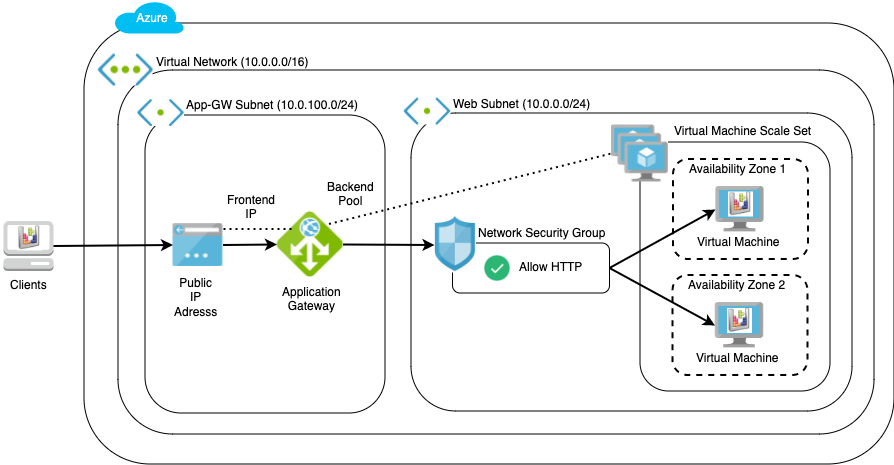 Azure
Virtual Network (10.0.0.0/16)
App-GW Subnet (10.0.100.0/24)
Web Subnet (10.0.0.0/24)
Virtual Machine Scale Set
Availability Zone 1
Virtual Machine
Frontend
IP
Backend
Pool
Network Security Group
Allow HTTP
Clients
Public
IP
Adresss
Application
Gateway
Availability Zone 2
Virtual Machine